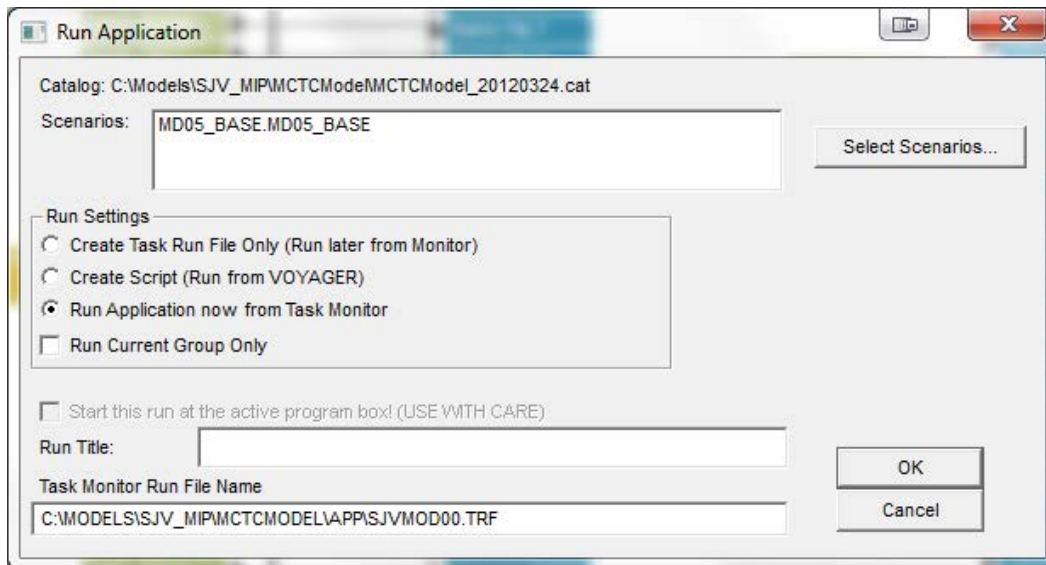 Run Application
Catalog: C:\Models\SJV_MIP\MCTCModel\MCTCModel_20120324.cat
Scenarios:
MD05_BASE.MD05_BASE
Select Scenarios...
Run Settings
Create Task Run File Only (Run later from Monitor)
Create Script (Run from VOYAGER)
Run Application now from Task Monitor
Run Current Group Only
Start this run at the active program box! (USE WITH CARE)
Run Title:
OK
Task Monitor Run File Name
C:\MODELS\SJV_MIP\MCTCMODEL\APP\SJVMOD00.TRF
Cancel